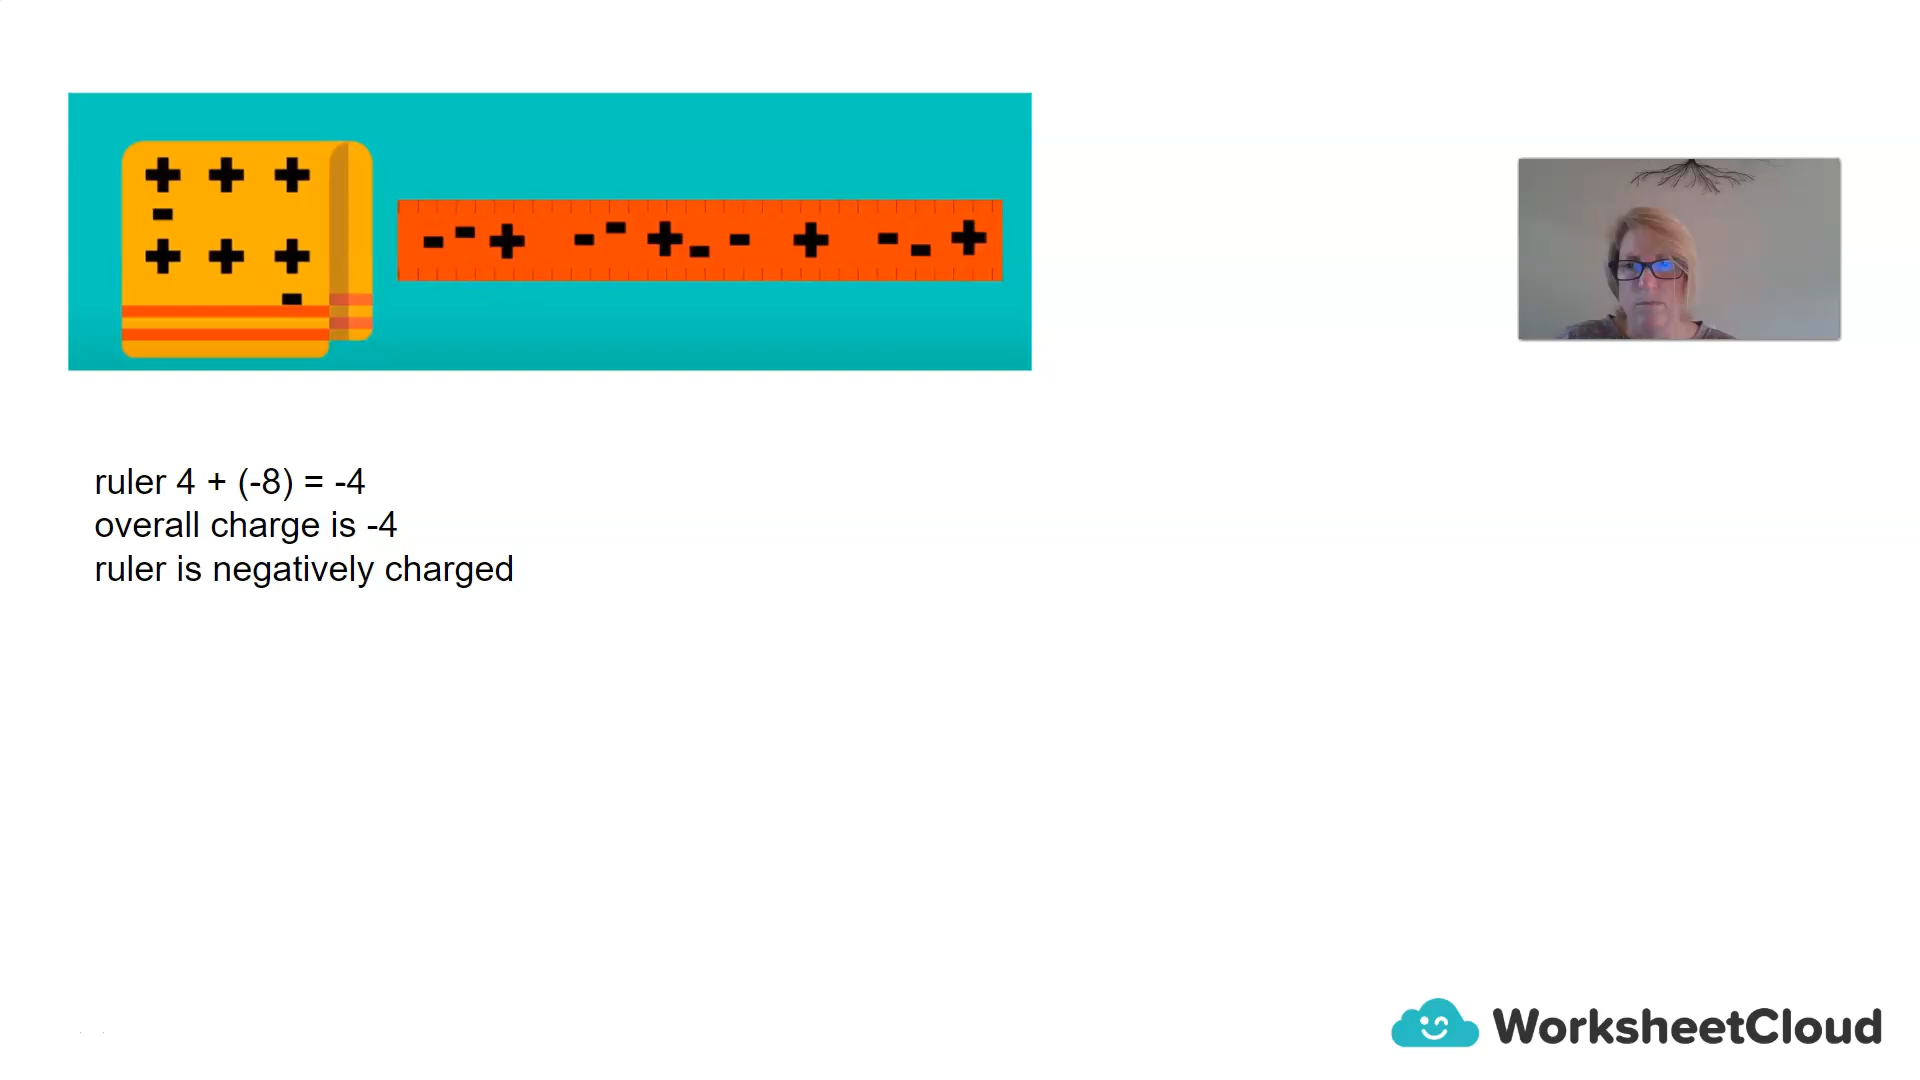 ruler 4 + (-8) = -4
overall charge is -4
ruler is negatively charged
WorksheetCloud